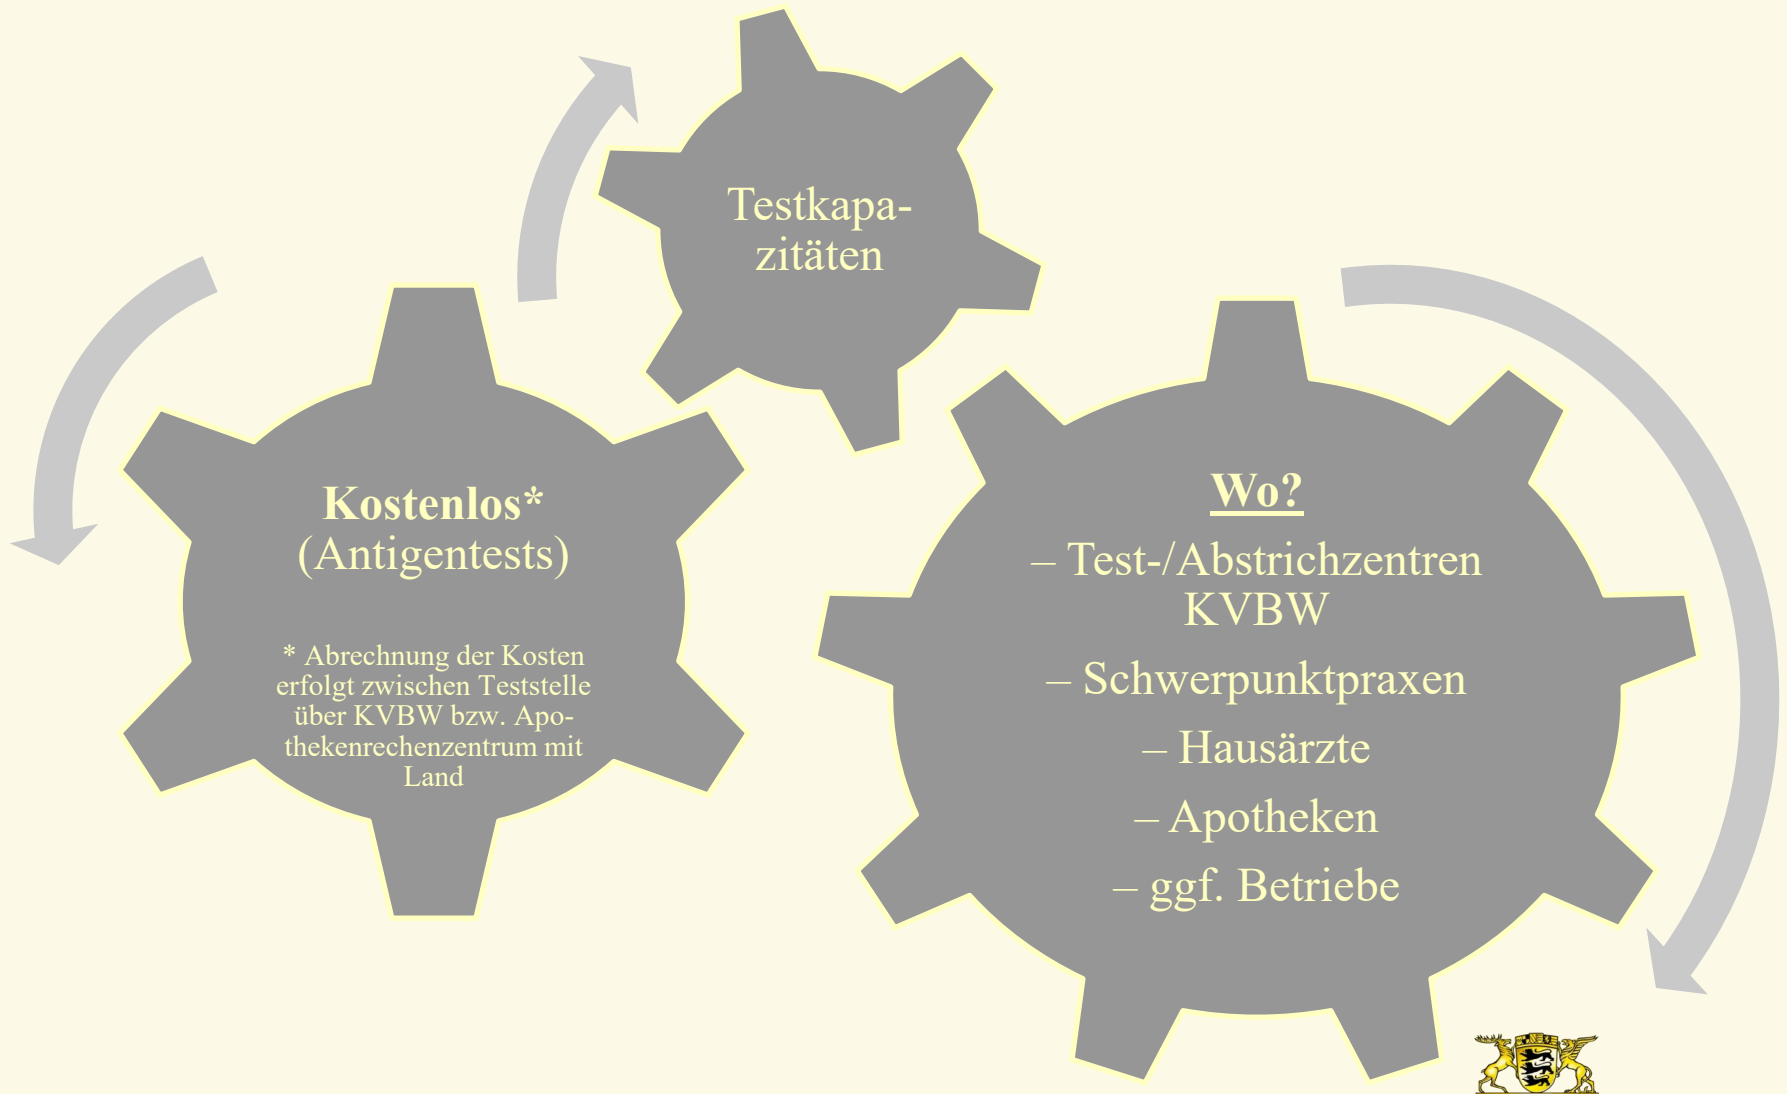 Testkapa-
zitäten
Kostenlos*
(Antigentests)
* Abrechnung der Kosten
erfolgt zwischen Teststelle
über KVBW bzw. Apo-
thekenrechenzentrum mit
Land
Wo?
– Test-/Abstrichzentren
KVBW
– Schwerpunktpraxen
– Hausärzte
– Apotheken
– ggf. Betriebe